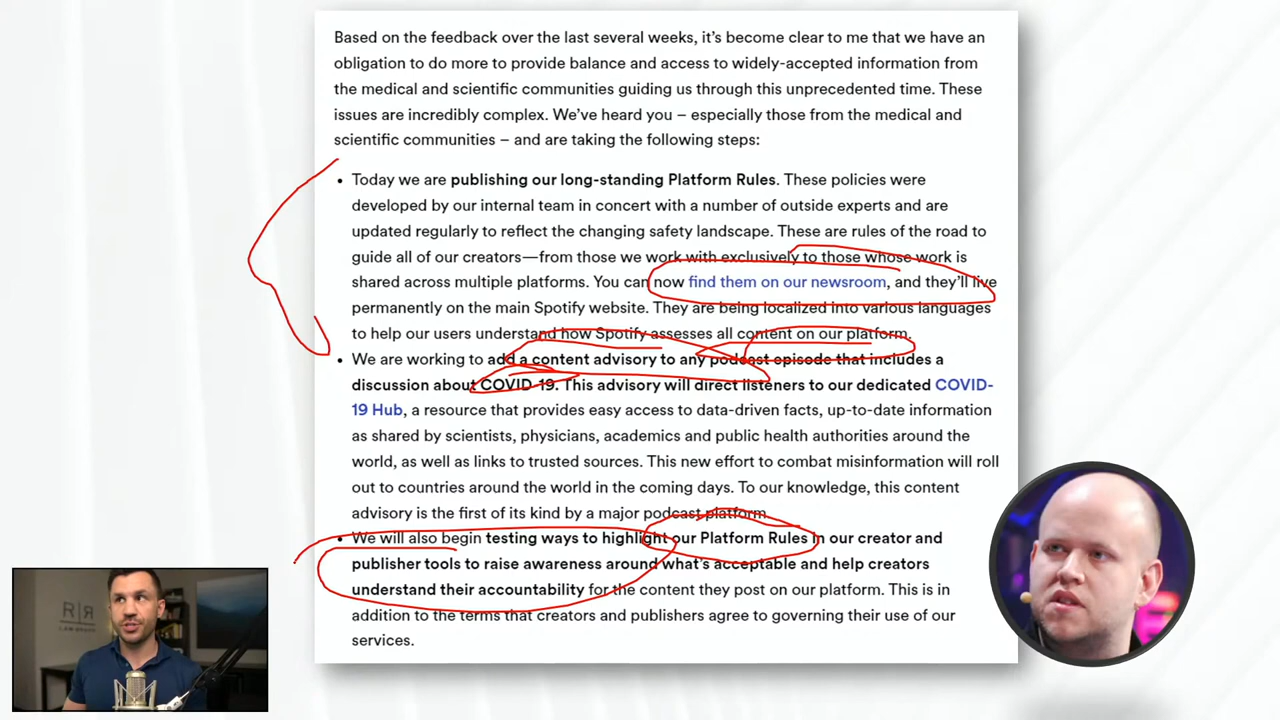 Based on the feedback over the last several weeks, it's become clear to me that we have an
obligation to do more to provide balance and access to widely-accepted information from
the medical and scientific communities guiding us through this unprecedented time. These
issues are incredibly complex. We've heard you – especially those from the medical and
scientific communities – and are taking the following steps:
• Today we are publishing our long-standing Platform Rules. These policies were
developed by our internal team in concert with a number of outside experts and are
updated regularly to reflect the changing safety landscape. These are rules of the road to
guide all of our creators—from those we work with exclusively to those whose work is
shared across multiple platforms. You can now find them on our newsroom, and they'll live
permanently on the main Spotify website. They are being localized into various languages
to help our users understand how Spotify assesses all content on our platform.
• We are working to add a content advisory to any podcast episode that includes a
discussion about COVID-19. This advisory will direct listeners to our dedicated COVID-
19 Hub, a resource that provides easy access to data-driven facts, up-to-date information
as shared by scientists, physicians, academics and public health authorities around the
world, as well as links to trusted sources. This new effort to combat misinformation will roll
out to countries around the world in the coming days. To our knowledge, this content
advisory is the first of its kind by a major podcast platform.
• We will also begin testing ways to highlight our Platform Rules in our creator and
publisher tools to raise awareness around what's acceptable and help creators
understand their accountability for the content they post on our platform. This is in
addition to the terms that creators and publishers agree to governing their use of our
services.